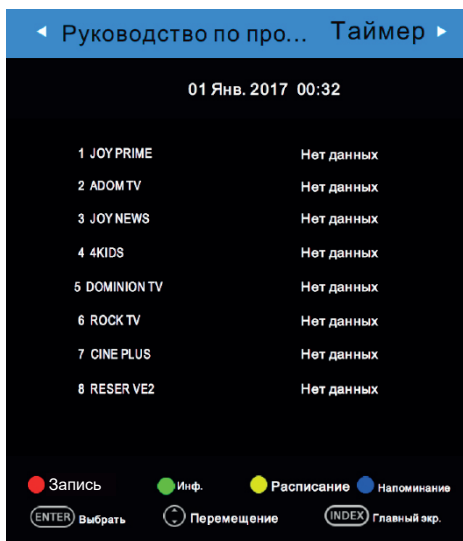 Руководство по про... Таймер
01 Янв. 2017 00:32
1 JOY PRIME Нет данных
2 ADOM TV Нет данных
3 JOY NEWS Нет данных
4 4KIDS Нет данных
5 DOMINION TV Нет данных
6 ROCK TV Нет данных
7 CINE PLUS Нет данных
8 RESER VE2 Нет данных
Запись Инф. Расписание Напоминание
ENTER Выбрать Перемещение INDEX Главный экр.